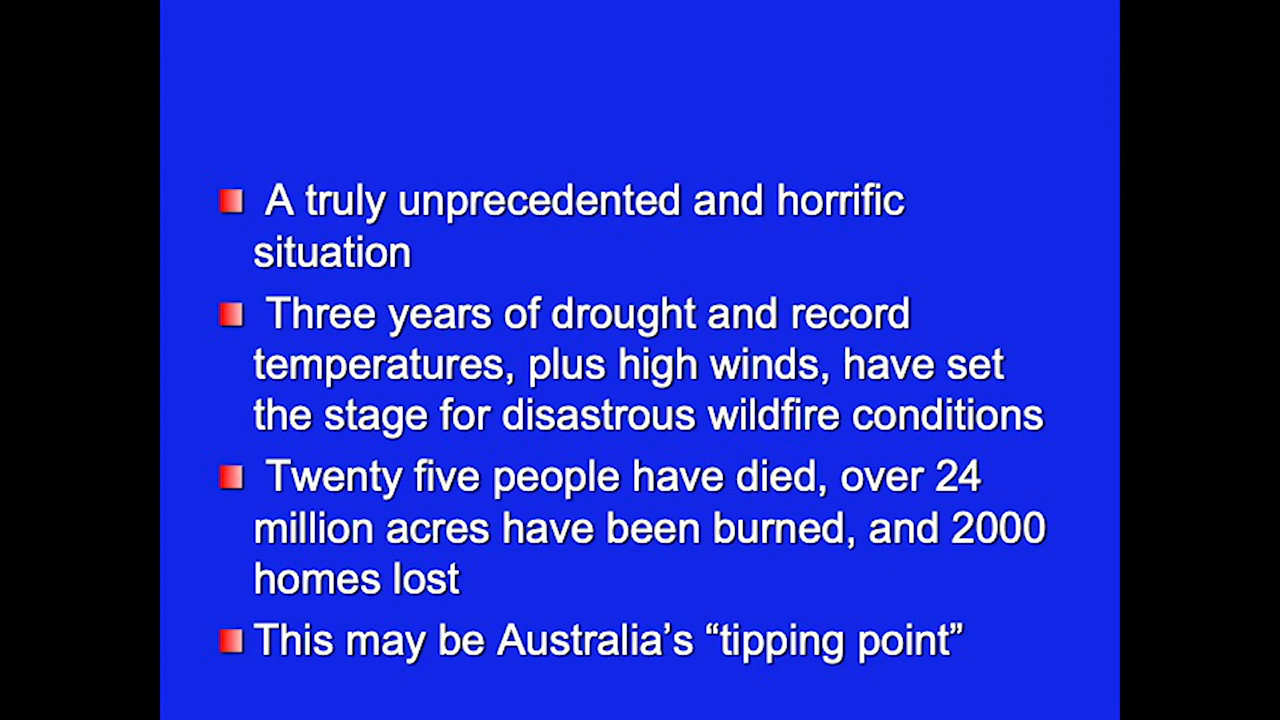 A truly unprecedented and horrific
situation
Three years of drought and record
temperatures, plus high winds, have set
the stage for disastrous wildfire conditions
Twenty five people have died, over 24
million acres have been burned, and 2000
homes lost
This may be Australia’s “tipping point”